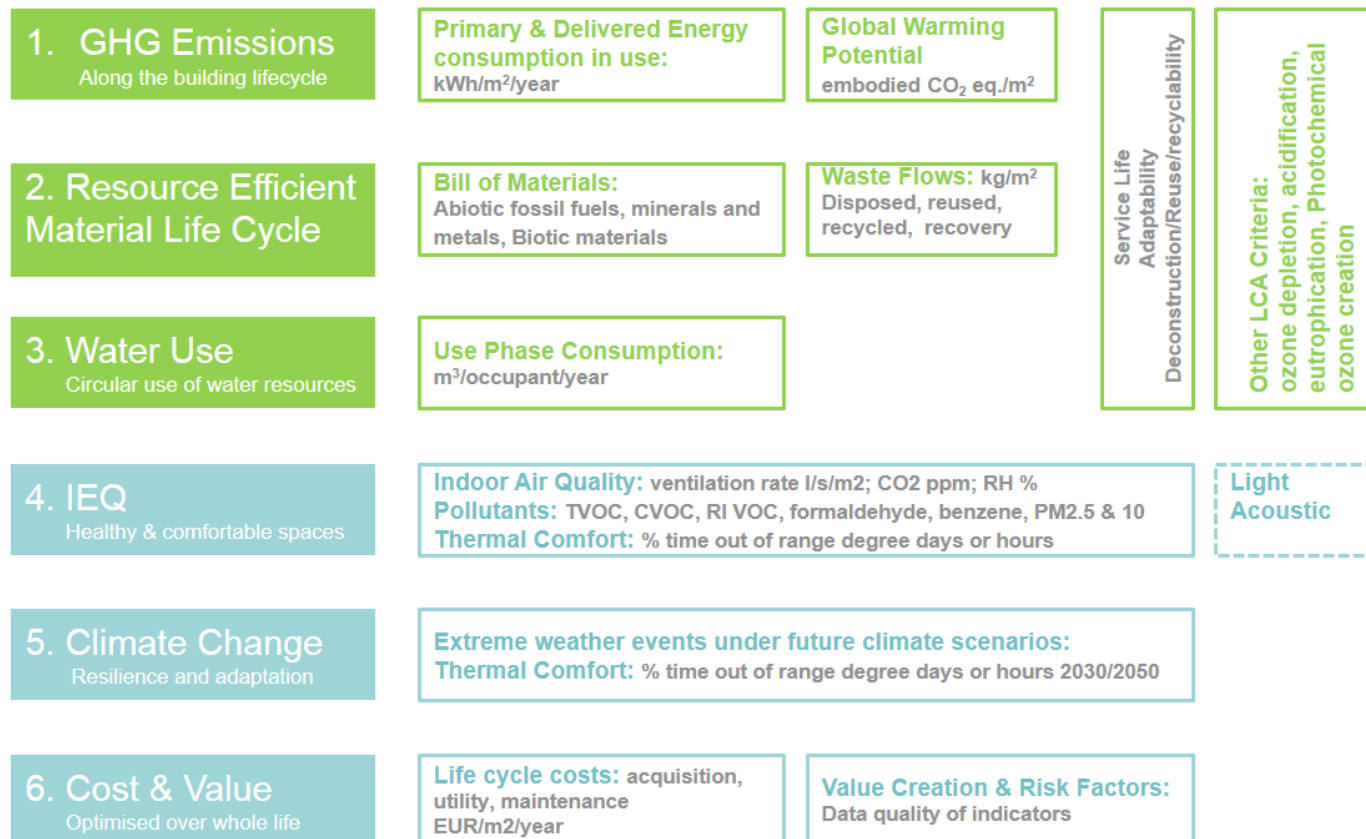 1. GHG Emissions
Along the building lifecycle
Primary & Delivered Energy
consumption in use:
kWh/m²/year
Global Warming
Potential
embodied CO₂ eq./m²
Service Life
Adaptability
Deconstruction/Reuse/recyclability
Other LCA Criteria:
ozone depletion, acidification,
eutrophication, Photochemical
ozone creation
2. Resource Efficient
Material Life Cycle
Bill of Materials:
Abiotic fossil fuels, minerals and
metals, Biotic materials
Waste Flows: kg/m²
Disposed, reused,
recycled, recovery
3. Water Use
Circular use of water resources
Use Phase Consumption:
m³/occupant/year
4. IEQ
Healthy & comfortable spaces
Indoor Air Quality: ventilation rate l/s/m2; CO2 ppm; RH %
Pollutants: TVOC, CVOC, RI VOC, formaldehyde, benzene, PM2.5 & 10
Thermal Comfort: % time out of range degree days or hours
Light
Acoustic
5. Climate Change
Resilience and adaptation
Extreme weather events under future climate scenarios:
Thermal Comfort: % time out of range degree days or hours 2030/2050
6. Cost & Value
Optimised over whole life
Life cycle costs: acquisition,
utility, maintenance
EUR/m2/year
Value Creation & Risk Factors:
Data quality of indicators